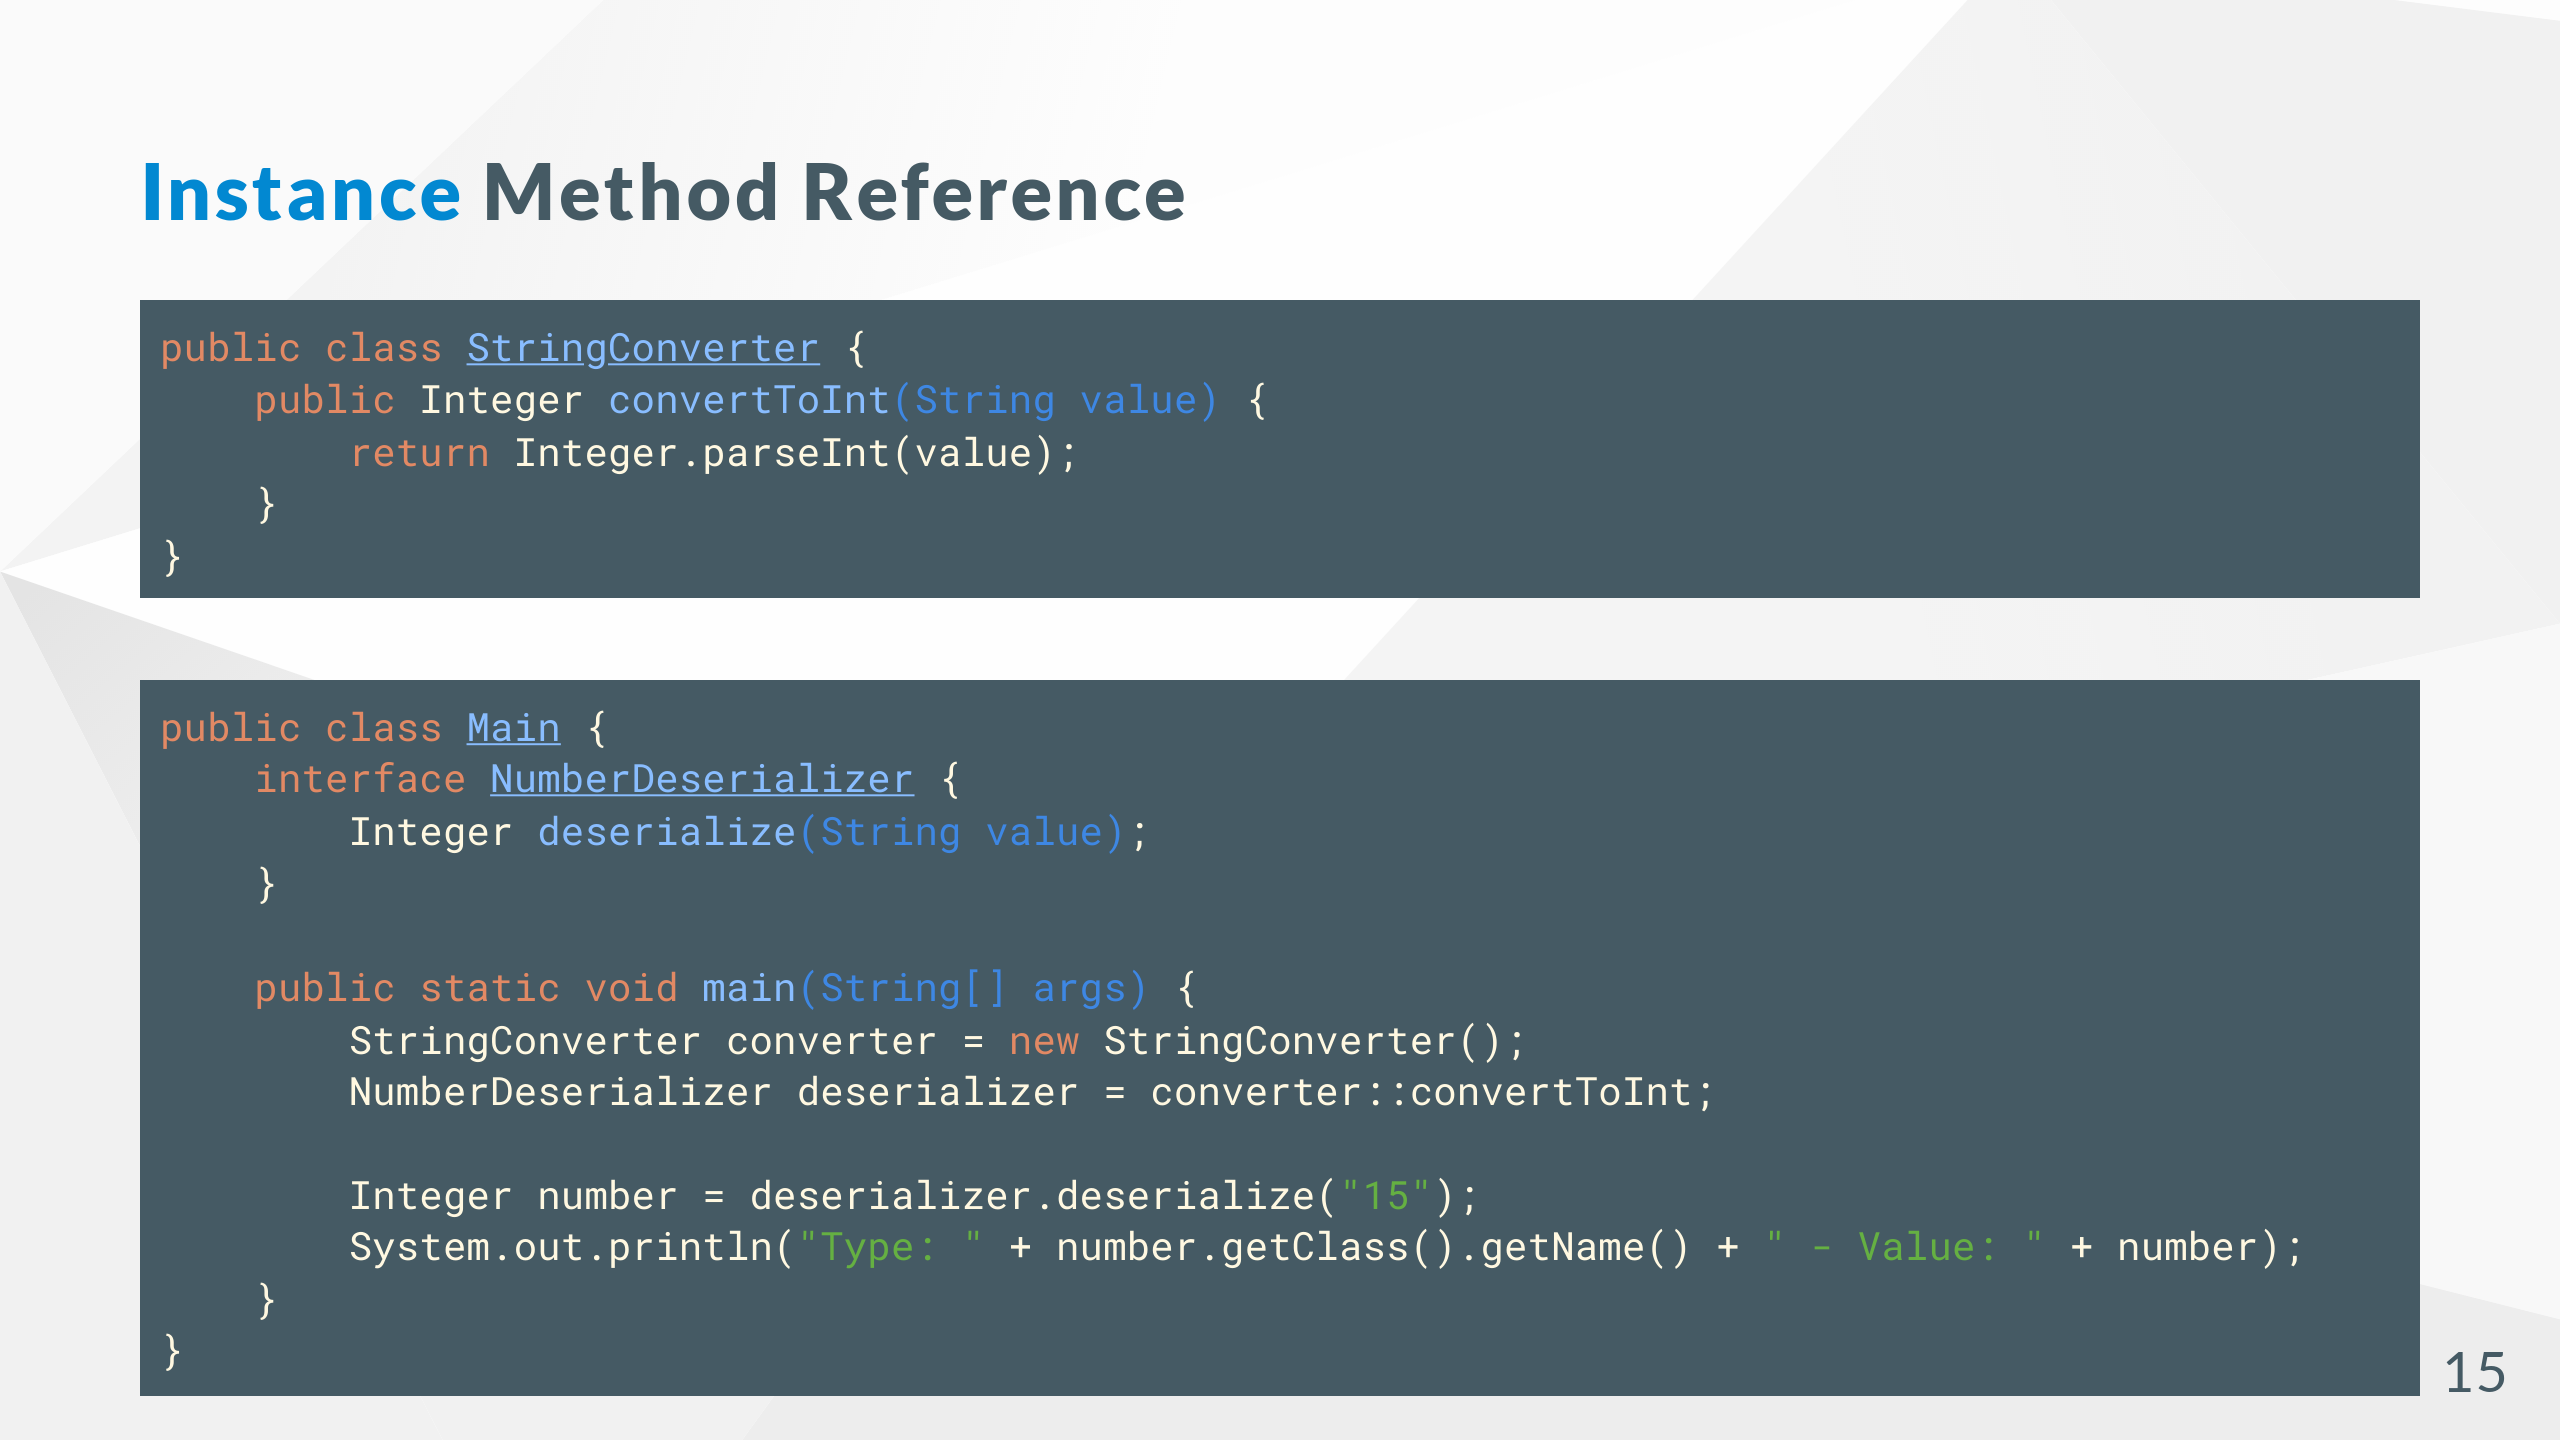 Instance Method Reference
public class StringConverter {
    public Integer convertToInt(String value) {
        return Integer.parseInt(value);
    }
}
public class Main {
    interface NumberDeserializer {
        Integer deserialize(String value);
    }
    public static void main(String[] args) {
        StringConverter converter = new StringConverter();
        NumberDeserializer deserializer = converter::convertToInt;
        Integer number = deserializer.deserialize("15");
        System.out.println("Type: " + number.getClass().getName() + " - Value: " + number);
    }
}
15